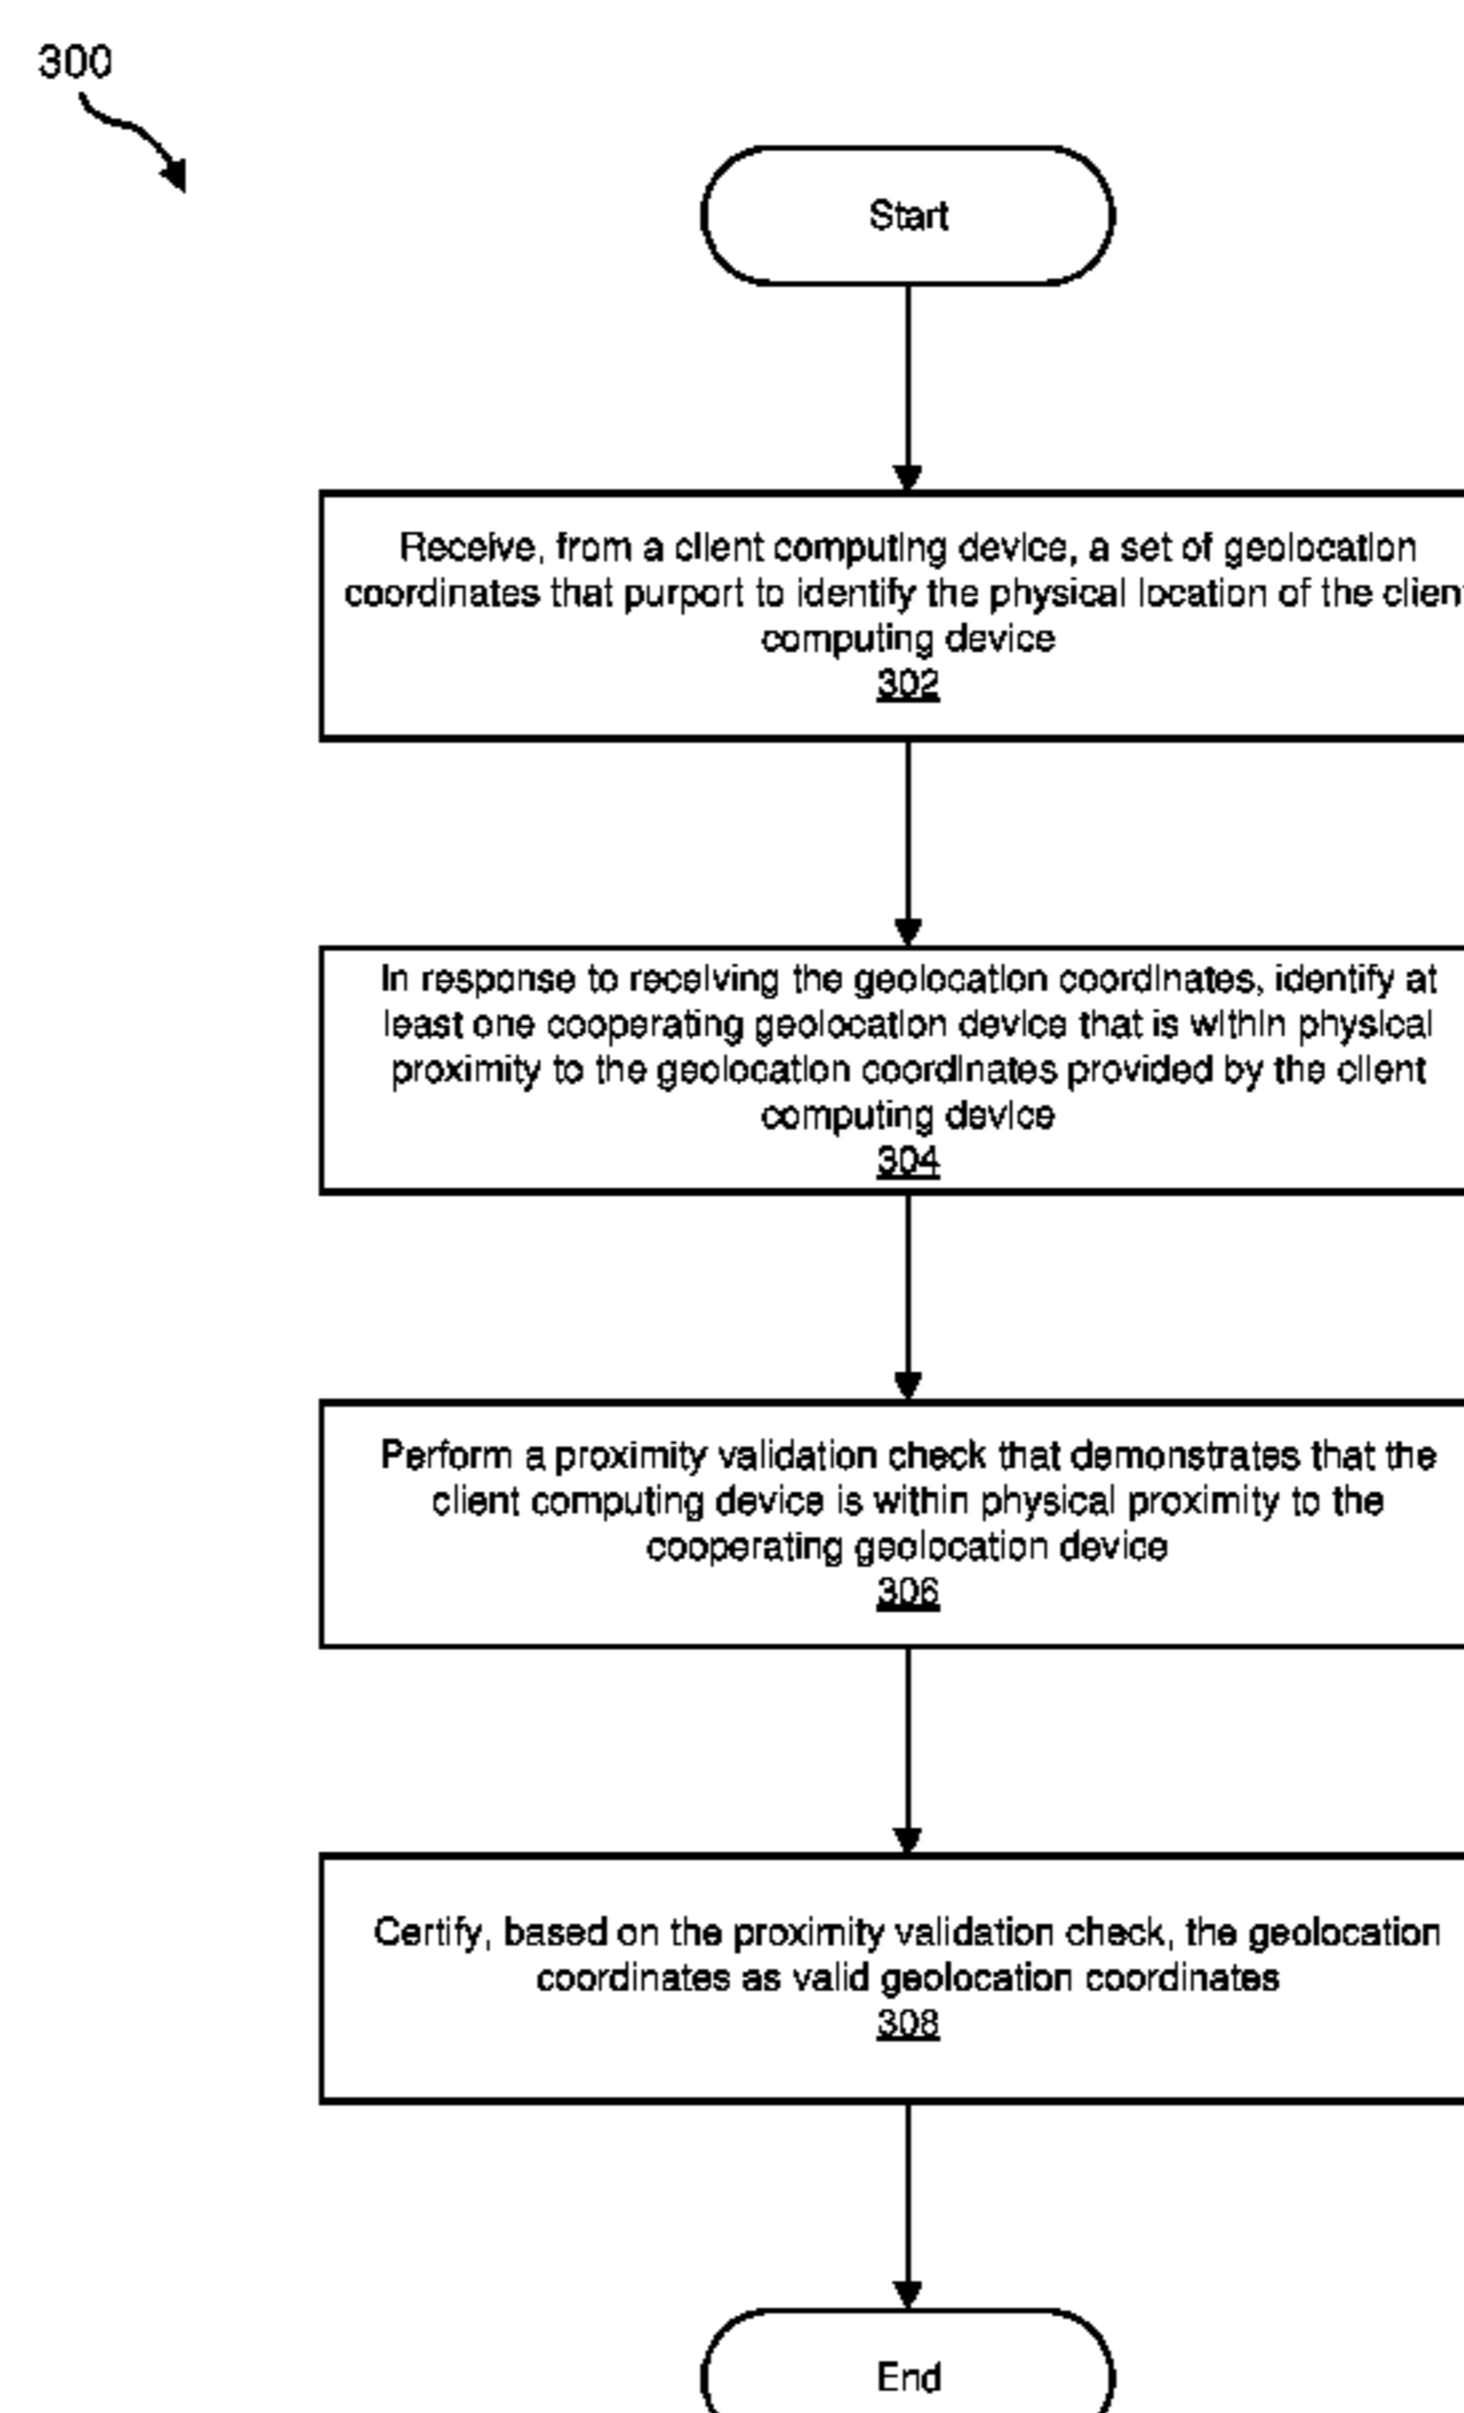 300
Start
Receive, from a client computing device, a set of geolocation
coordinates that purport to identify the physical location of the client
computing device
302
In response to receiving the geolocation coordinates, identify at
least one cooperating geolocation device that is within physical
proximity to the geolocation coordinates provided by the client
computing device
304
Perform a proximity validation check that demonstrates that the
client computing device is within physical proximity to the
cooperating geolocation device
306
Certify, based on the proximity validation check, the geolocation
coordinates as valid geolocation coordinates
308
End